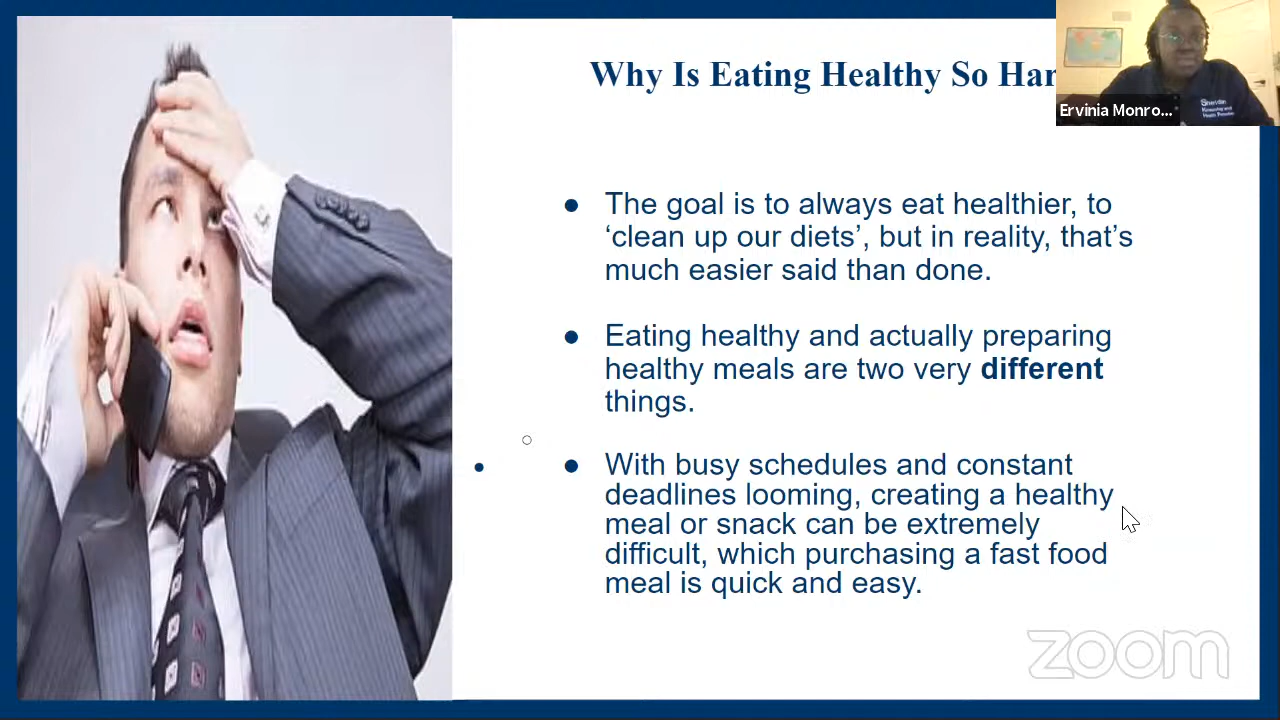 Why Is Eating Healthy So Har
Ervinia Monro...
Sheridan
● The goal is to always eat healthier, to
‘clean up our diets’, but in reality, that’s
much easier said than done.
● Eating healthy and actually preparing
healthy meals are two very different
things.
● With busy schedules and constant
deadlines looming, creating a healthy
meal or snack can be extremely
difficult, which purchasing a fast food
meal is quick and easy.
zoom